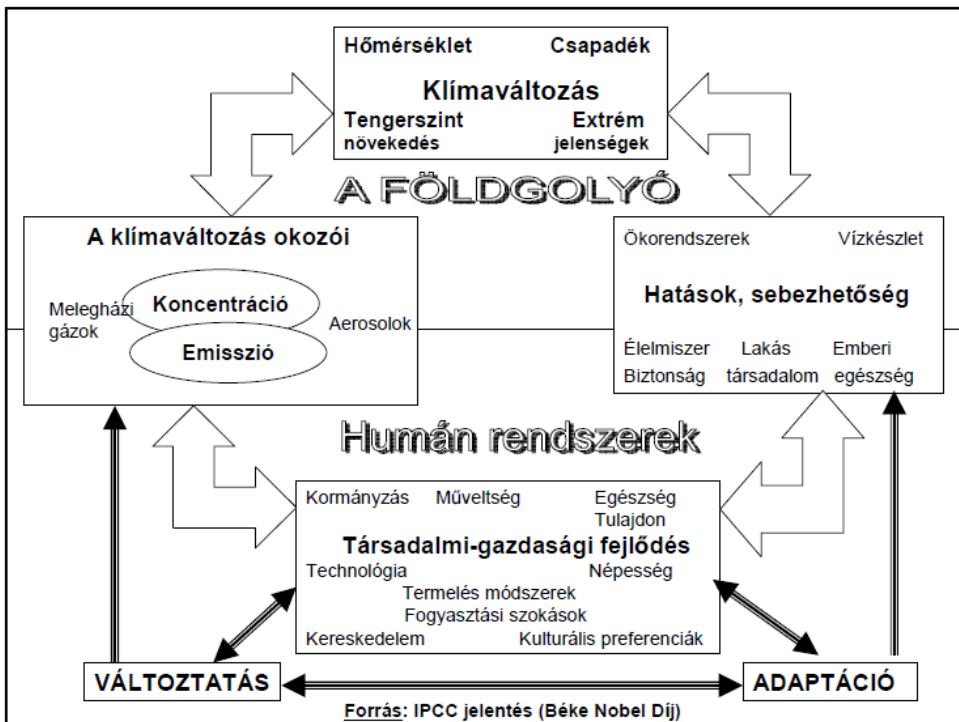 Hőmérséklet Csapadék
Klímaváltozás
Tengerszint Extrém
növekedés jelenségek
A FÖLDGOLYÓ
A klímaváltozás okozói
Koncentráció
Melegházi
gázok
Aerosolok
Emisszió
Ökorendszerek Vízkészlet
Hatások, sebezhetőség
Élelmiszer Lakás Emberi
Biztonság társadalom egészség
Humán rendszerek
Kormányzás Műveltség Egészség
Tulajdon
Társadalmi-gazdasági fejlődés
Technológia Népesség
Termelés módszerek
Fogyasztási szokások
Kereskedelem Kulturális preferenciák
VÁLTOZTATÁS ADAPTÁCIÓ
Forrás: IPCC jelentés (Béke Nobel Díj)